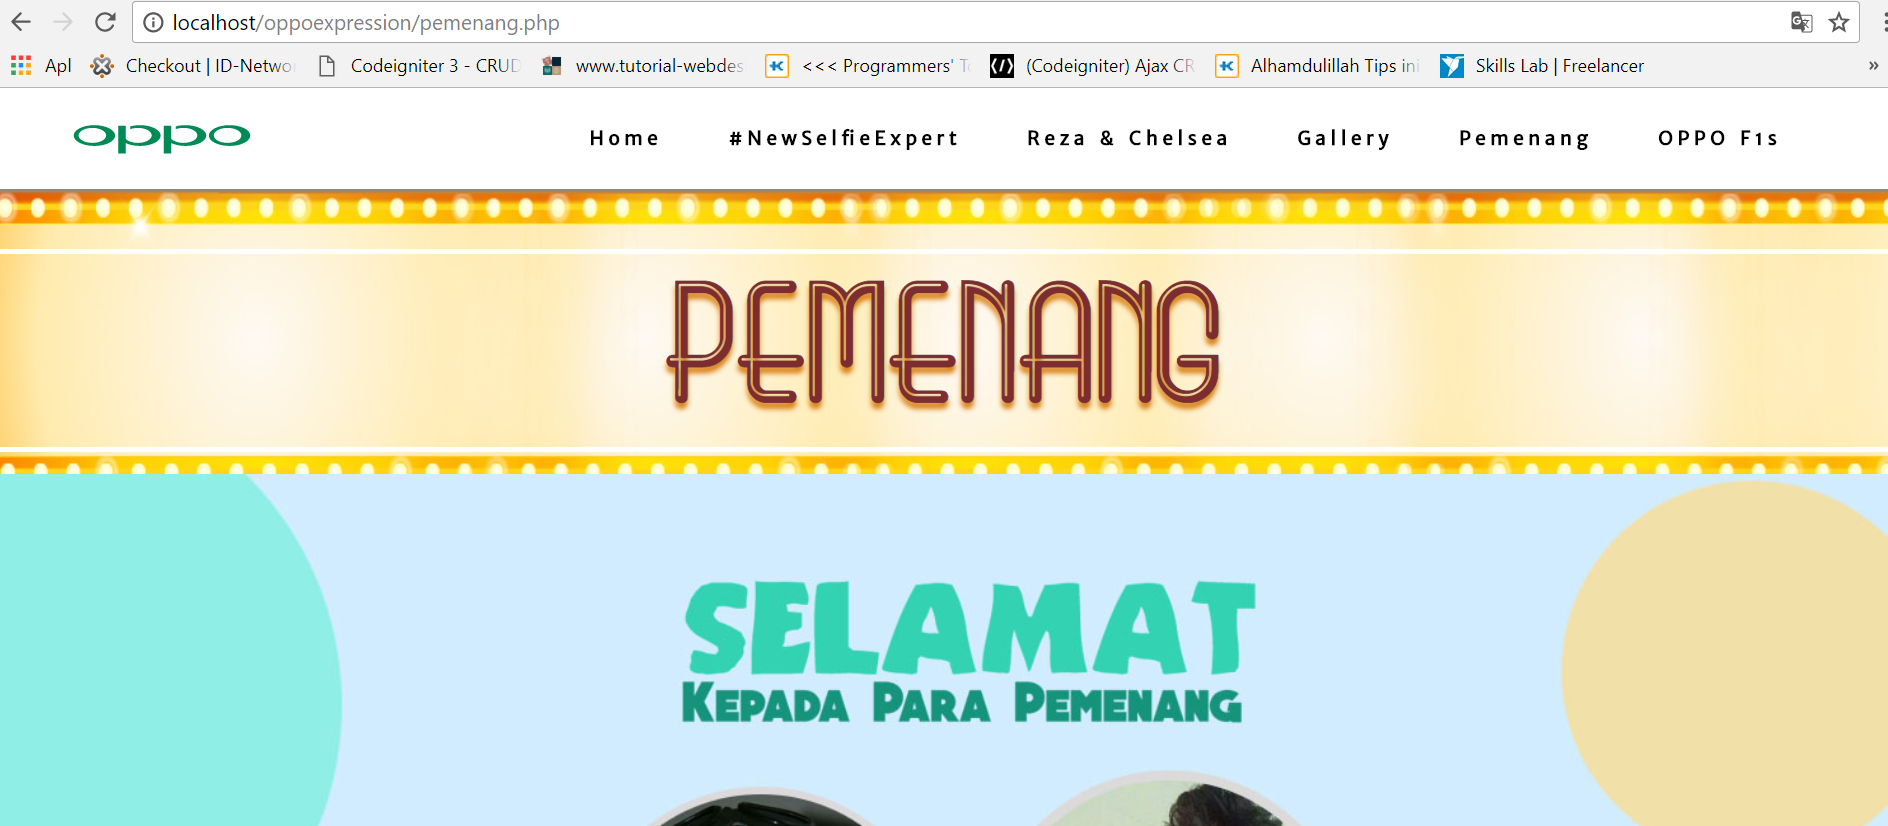 localhost/oppoexpression/pemenang.php
Apl Checkout | ID-Netwo Codeigniter 3 - CRUD www.tutorial-webdes <<< Programmers' T (Codeigniter) Ajax CR Alhamdulillah Tips ini Skills Lab | Freelancer »
oppo Home #NewSelfieExpert Reza & Chelsea Gallery Pemenang OPPO F1s
PEMENANG
SELAMAT
KEPADA PARA PEMENANG